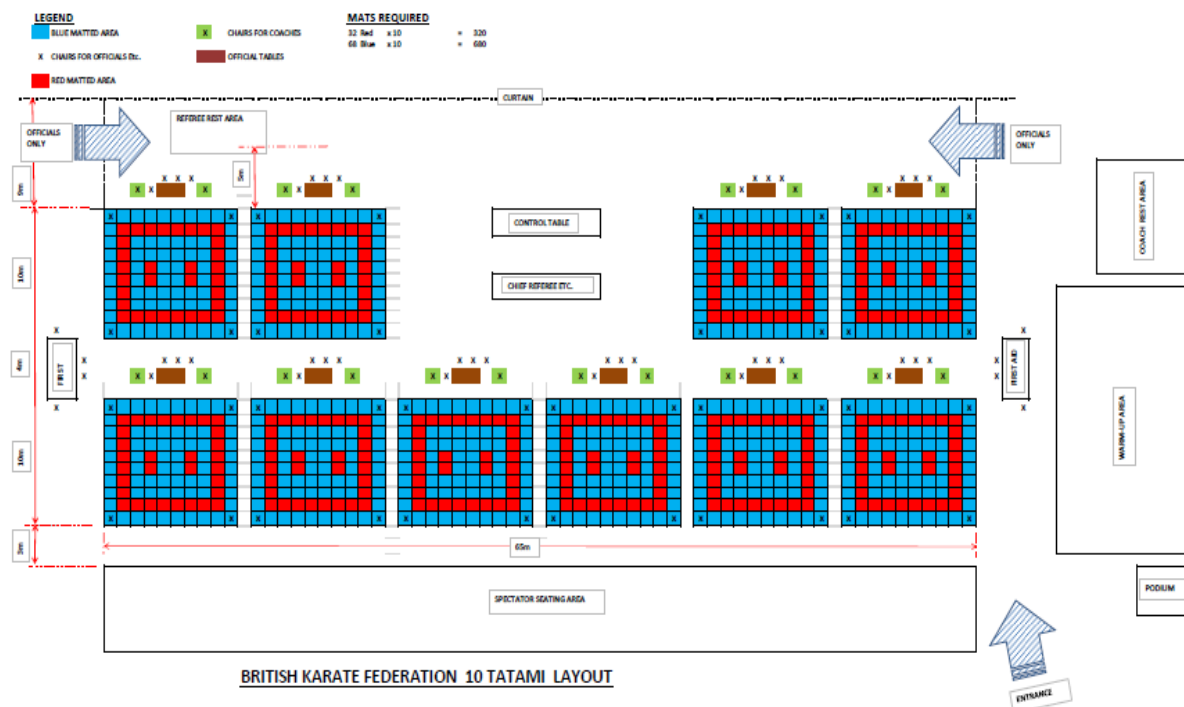 LEGEND
BLUE MATTED AREA
X CHAIRS FOR COACHES
X CHAIRS FOR OFFICIALS Etc.
OFFICIAL TABLES
RED MATTED AREA
MATS REQUIRED
32 Red x 10 = 320
68 Blue x 10 = 680
CURTAIN
OFFICIALS
ONLY
REFEREE REST AREA
OFFICIALS
ONLY
9m
5m
X X X
X X X
X X X
X X X
X X X
X X X
X X X
X X X
X X
X X
X X
X X
CONTROL TABLE
COACH REST AREA
10m
CHIEF REFEREE ETC.
X X
X X
X X
X X
4m
X
FIRST
X
X
X
X
X
X
FIRST AID
X
X X X
X X X
X X X
X X X
X X X
X X X
X X X
X X X
X X X
X X X
X X X
X X X
X X
X X
X X
X X
X X
X X
WARM-UP AREA
10m
X X
X X
X X
X X
X X
X X
3m
65m
SPECTATOR SEATING AREA
PODIUM
BRITISH KARATE FEDERATION 10 TATAMI LAYOUT
ENTRANCE